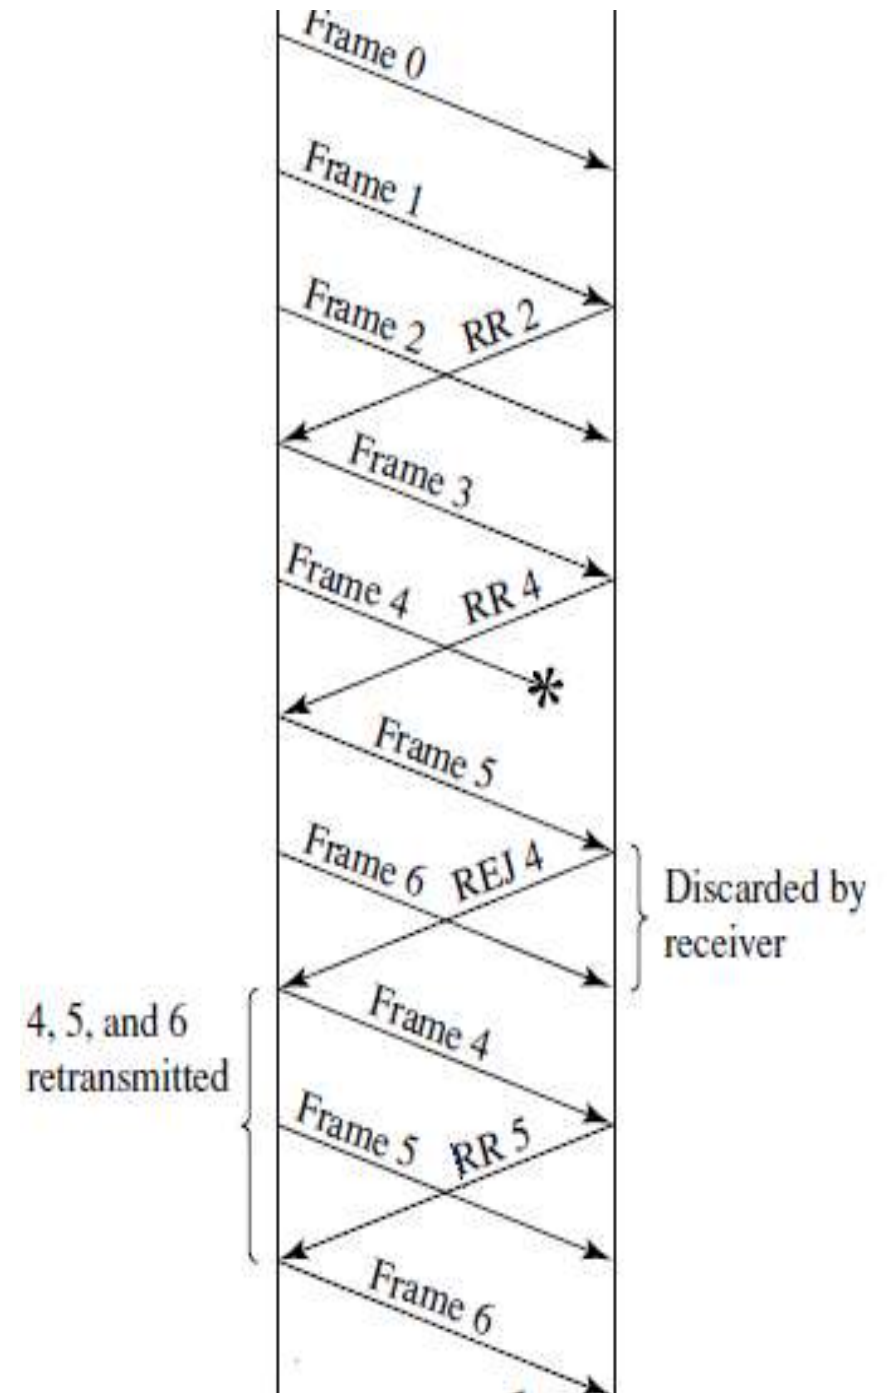 Frame 0
Frame 1
Frame 2
RR 2
Frame 3
Frame 4
RR 4
*
Frame 5
Frame 6
REJ 4
Discarded by
receiver
4, 5, and 6
retransmitted
Frame 4
Frame 5
RR 5
Frame 6